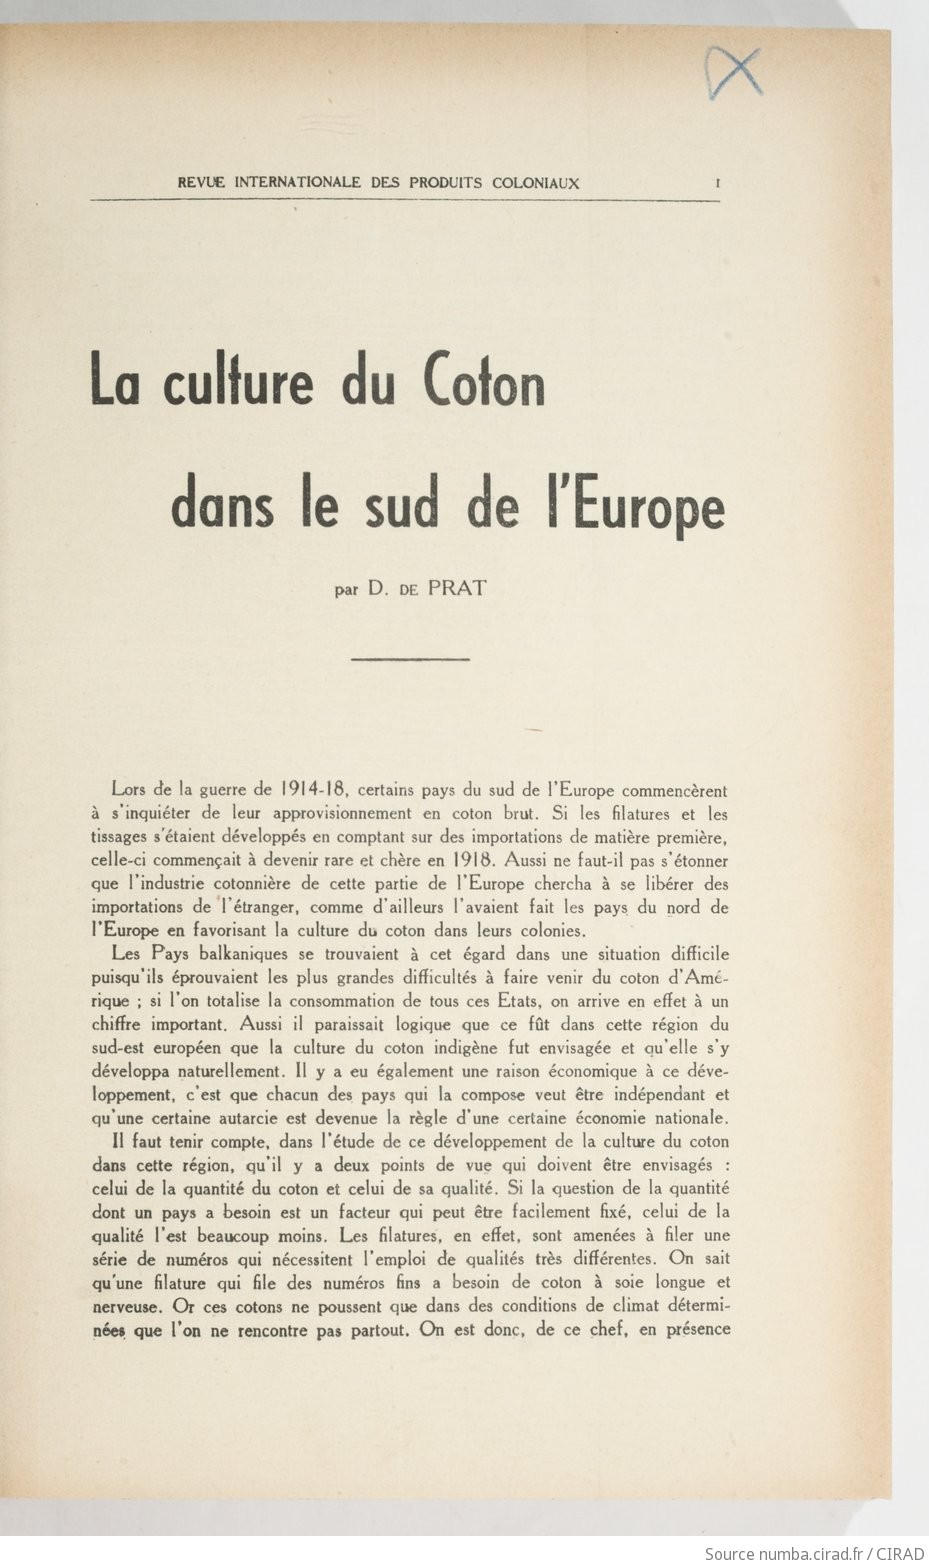 REVUE INTERNATIONALE DES PRODUITS COLONIAUX 1
La culture du Coton
dans le sud de l'Europe
par D. DE PRAT
Lors de la guerre de 1914-18, certains pays du sud de l'Europe commencèrent
à s'inquiéter de leur approvisionnement en coton brut. Si les filatures et les
tissages s'étaient développés en comptant sur des importations de matière première,
celle-ci commençait à devenir rare et chère en 1918. Aussi ne faut-il pas s'étonner
que l'industrie cotonnière de cette partie de l'Europe chercha à se libérer des
importations de l'étranger, comme d'ailleurs l'avaient fait les pays du nord de
l'Europe en favorisant la culture du coton dans leurs colonies.
Les Pays balkaniques se trouvaient à cet égard dans une situation difficile
puisqu'ils éprouvaient les plus grandes difficultés à faire venir du coton d'Amé-
rique ; si l'on totalise la consommation de tous ces Etats, on arrive en effet à un
chiffre important. Aussi il paraissait logique que ce fût dans cette région du
sud-est européen que la culture du coton indigène fut envisagée et qu'elle s'y
développa naturellement. Il y a eu également une raison économique à ce déve-
loppement, c'est que chacun des pays qui la compose veut être indépendant et
qu'une certaine autarcie est devenue la règle d'une certaine économie nationale.
Il faut tenir compte, dans l'étude de ce développement de la culture du coton
dans cette région, qu'il y a deux points de vue qui doivent être envisagés :
celui de la quantité du coton et celui de sa qualité. Si la question de la quantité
dont un pays a besoin est un facteur qui peut être facilement fixé, celui de la
qualité l'est beaucoup moins. Les filatures, en effet, sont amenées à filer une
série de numéros qui nécessitent l'emploi de qualités très différentes. On sait
qu'une filature qui file des numéros fins a besoin de coton à soie longue et
nerveuse. Or ces cotons ne poussent que dans des conditions de climat détermi-
nées que l'on ne rencontre pas partout. On est donc, de ce chef, en présence
Source numba.cirad.fr / CIRAD